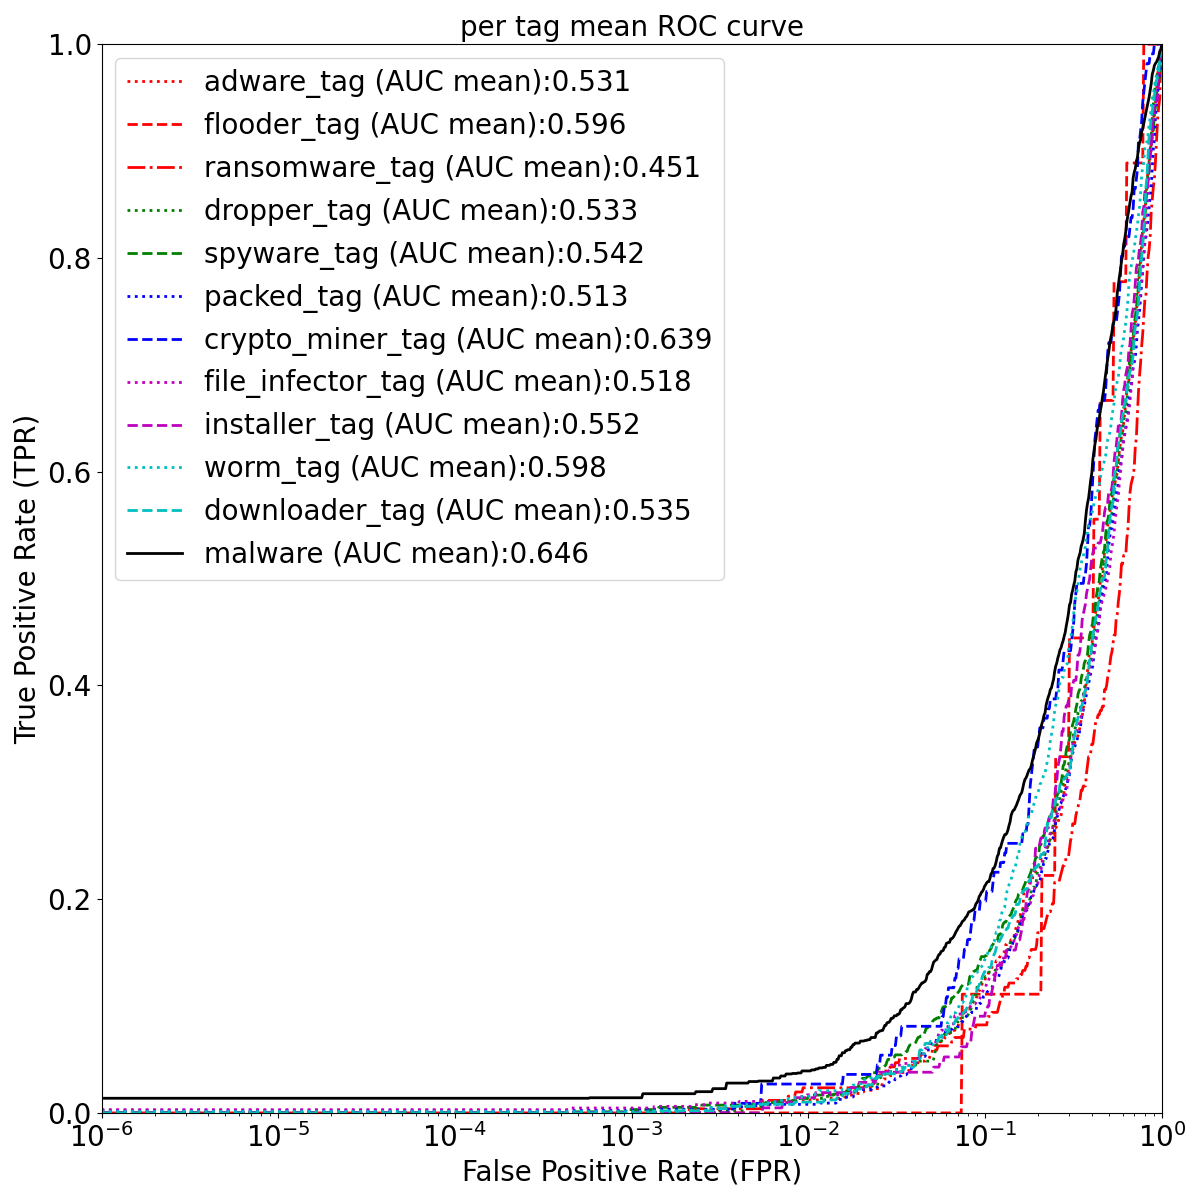 per tag mean ROC curve
1.0
0.8
0.6
0.4
0.2
0.0
True Positive Rate (TPR)
adware_tag (AUC mean):0.531
flooder_tag (AUC mean):0.596
ransomware_tag (AUC mean):0.451
dropper_tag (AUC mean):0.533
spyware_tag (AUC mean):0.542
packed_tag (AUC mean):0.513
crypto_miner_tag (AUC mean):0.639
file_infector_tag (AUC mean):0.518
installer_tag (AUC mean):0.552
worm_tag (AUC mean):0.598
downloader_tag (AUC mean):0.535
malware (AUC mean):0.646
10⁻⁶ 10⁻⁵ 10⁻⁴ 10⁻³ 10⁻² 10⁻¹ 10⁰
False Positive Rate (FPR)